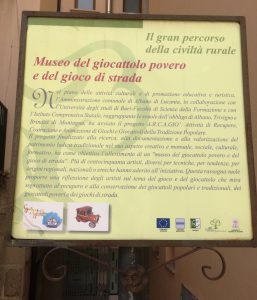 Il gran percorso
della civiltà rurale
Museo del giocattolo povero
e del gioco di strada
Nel piano delle attività culturali e di promozione educativa e turistica,
l'Amministrazione comunale di Albano di Lucania, in collaborazione con
l'Università degli studi di Bari-Facoltà di Scienze della Formazione e con
l'Istituto Comprensivo Statale, raggruppante le scuole dell'obbligo di Albano, Trivigno e
Brindisi di Montagna, ha avviato il progetto Attività di Recupero,
Costruzione e Animazione di Giochi e Giocattoli della Tradizione Popolare.
Il progetto finalizzato alla ricerca, alla documentazione e alla valorizzazione del
patrimonio ludico tradizionale nel suo aspetto creativo e manuale, sociale, culturale,
formativo, ha come obiettivo l'allestimento di un "museo del giocattolo povero e del
gioco di strada". Più di cinquanta artisti, diversi per tecniche, per tendenze, per
origini regionali, nazionali e etniche hanno aderito all'iniziativa. Questa rassegna vuole
proporre una riflessione degli artisti sul tema del gioco e del giocattolo che mira
soprattutto al recupero e alla conservazione dei giocattoli popolari e tradizionali, dei
giocattoli poveri e dei giochi di strada.